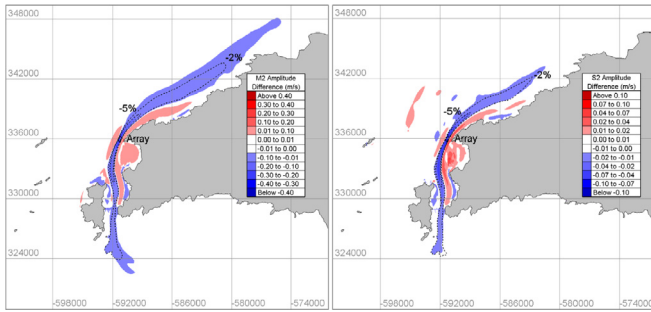 348000
-2%
M2 Amplitude
Difference (m/s)
Above 0.40
0.30 to 0.40
0.20 to 0.30
0.10 to 0.20
0.01 to 0.10
0.00 to 0.01
-0.01 to 0.00
-0.10 to -0.01
-0.20 to -0.10
-0.30 to -0.20
-0.40 to -0.30
Below -0.40
342000
-5%
336000
Array
330000
324000
-598000
-592000
-586000
-580000
-574000
348000
-2%
S2 Amplitude
Difference (m/s)
Above 0.10
0.07 to 0.10
0.04 to 0.07
0.02 to 0.04
0.01 to 0.02
0.00 to 0.01
-0.01 to 0.00
-0.02 to -0.01
-0.04 to -0.02
-0.07 to -0.04
-0.10 to -0.07
Below -0.10
342000
-5%
336000
Array
330000
324000
-598000
-592000
-586000
-580000
-574000